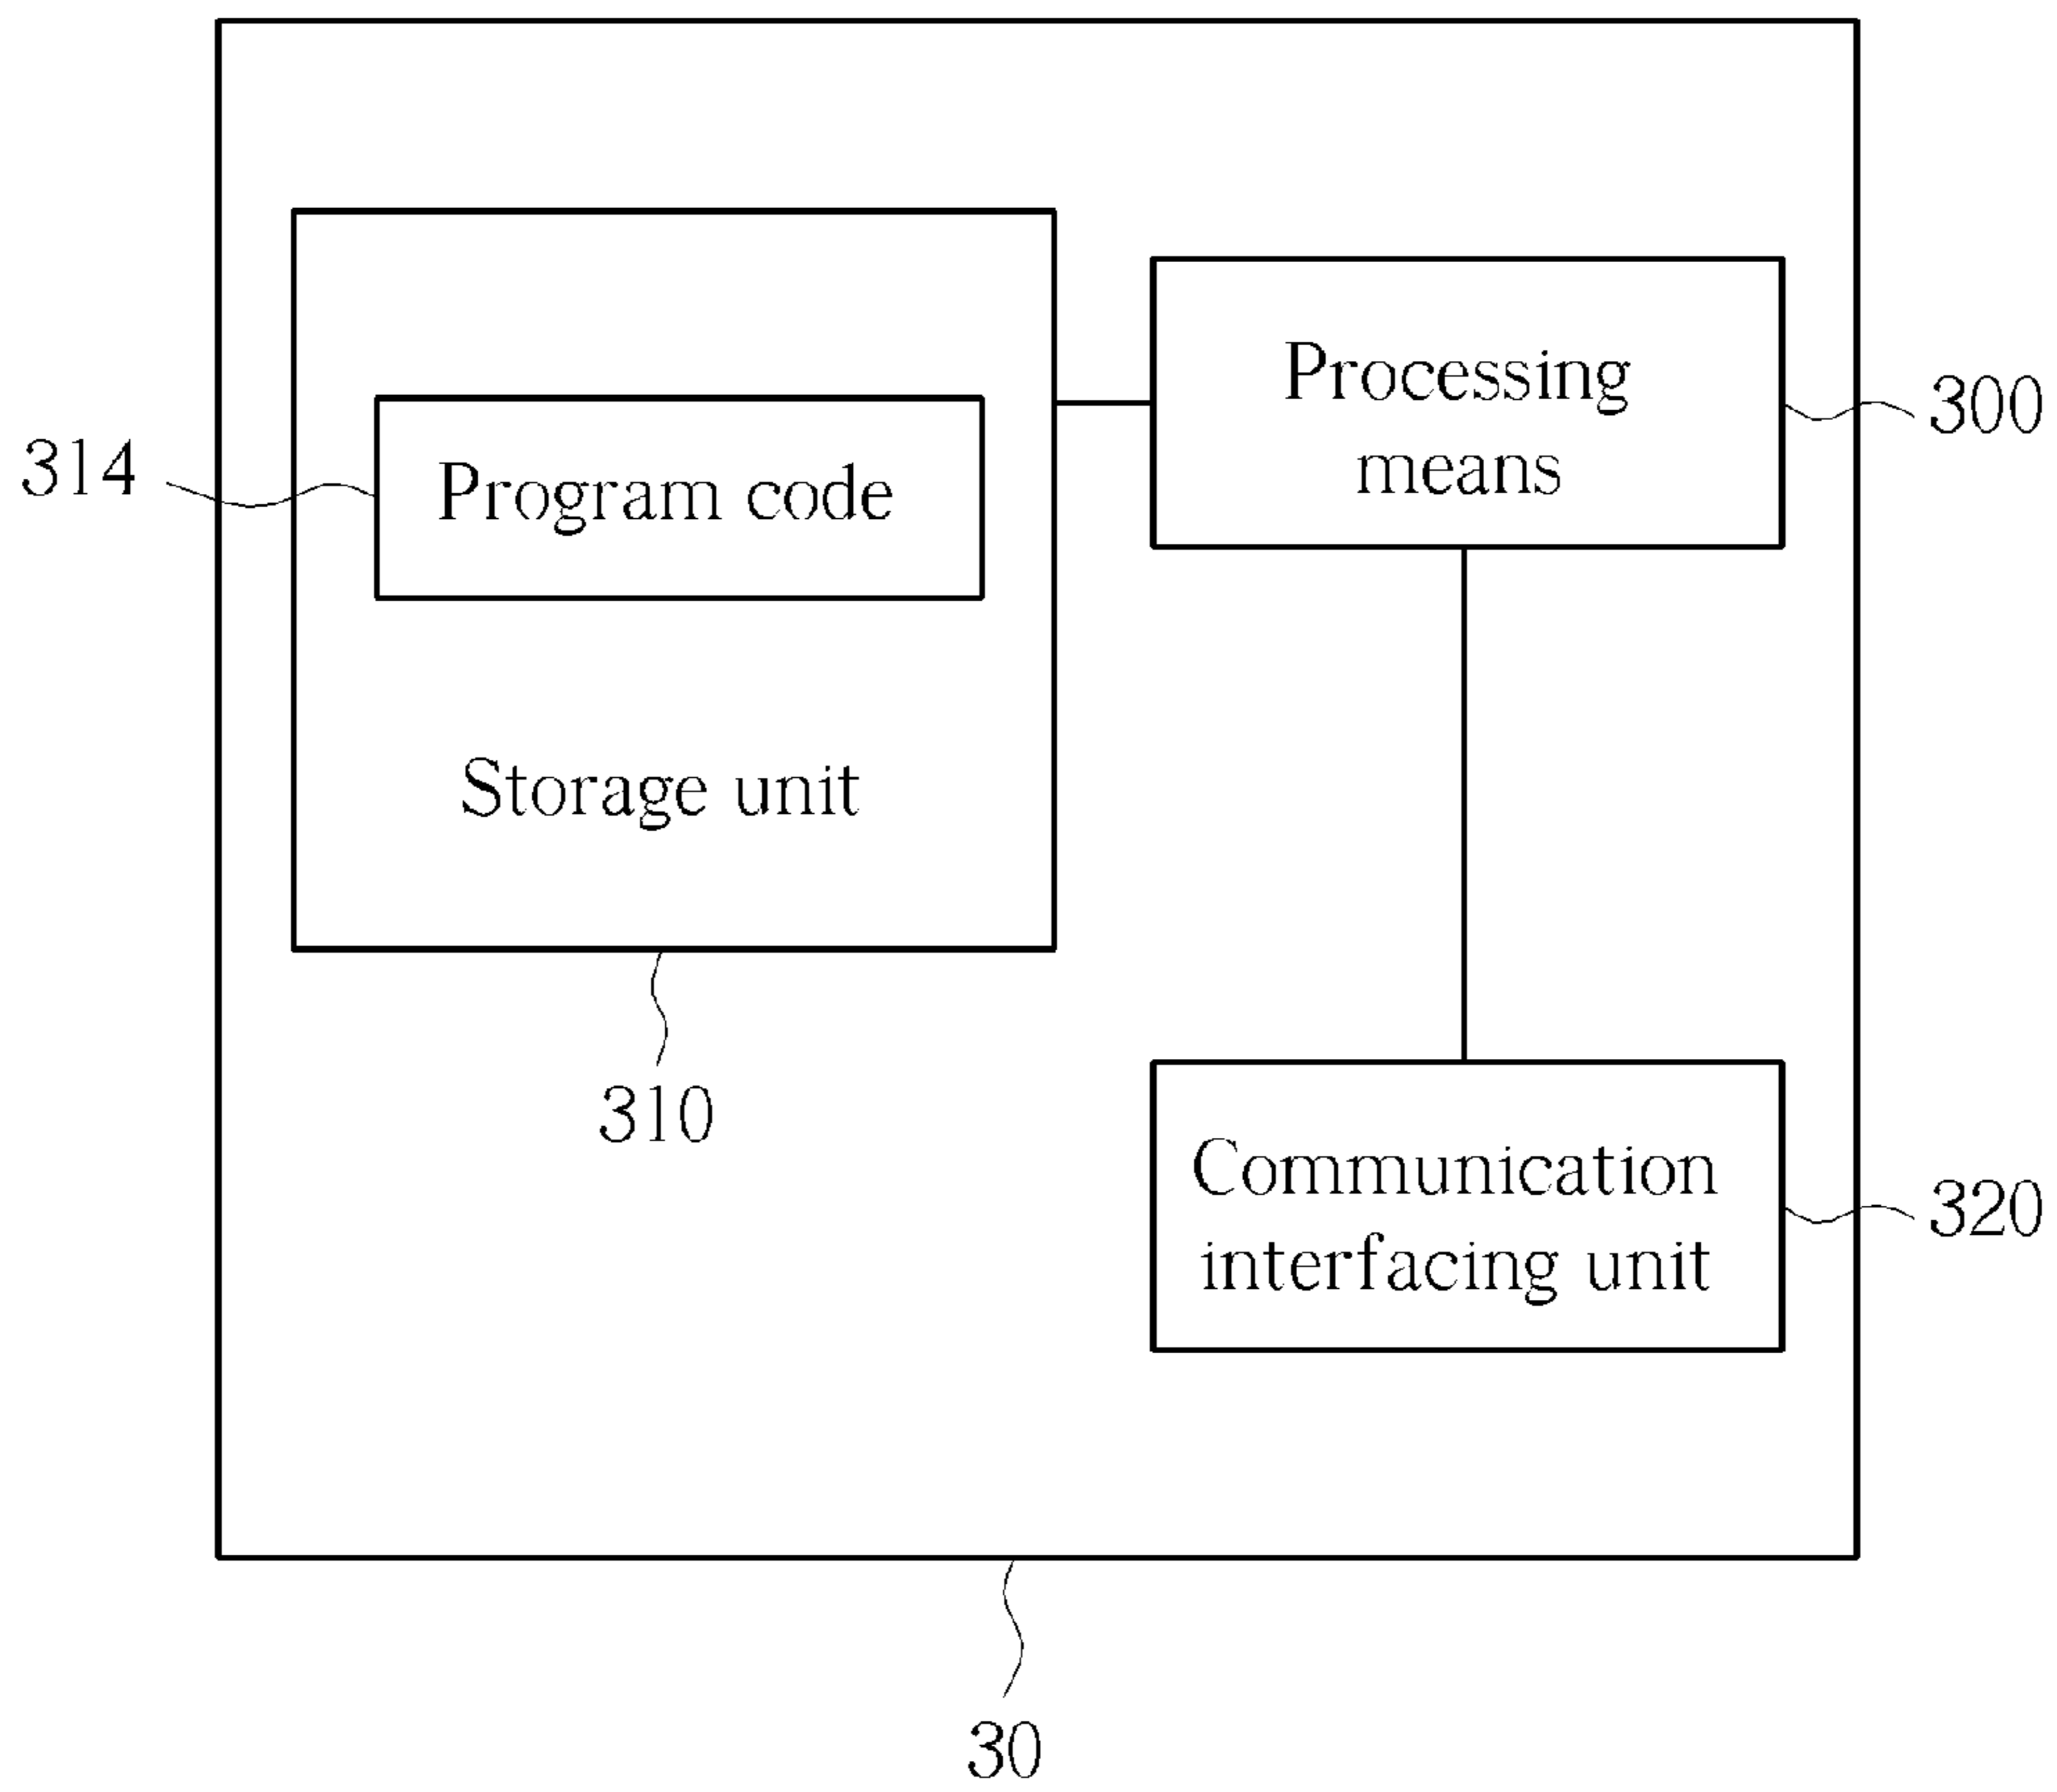 Processing
means
300
314
Program code
Storage unit
310
Communication
interfacing unit
320
30